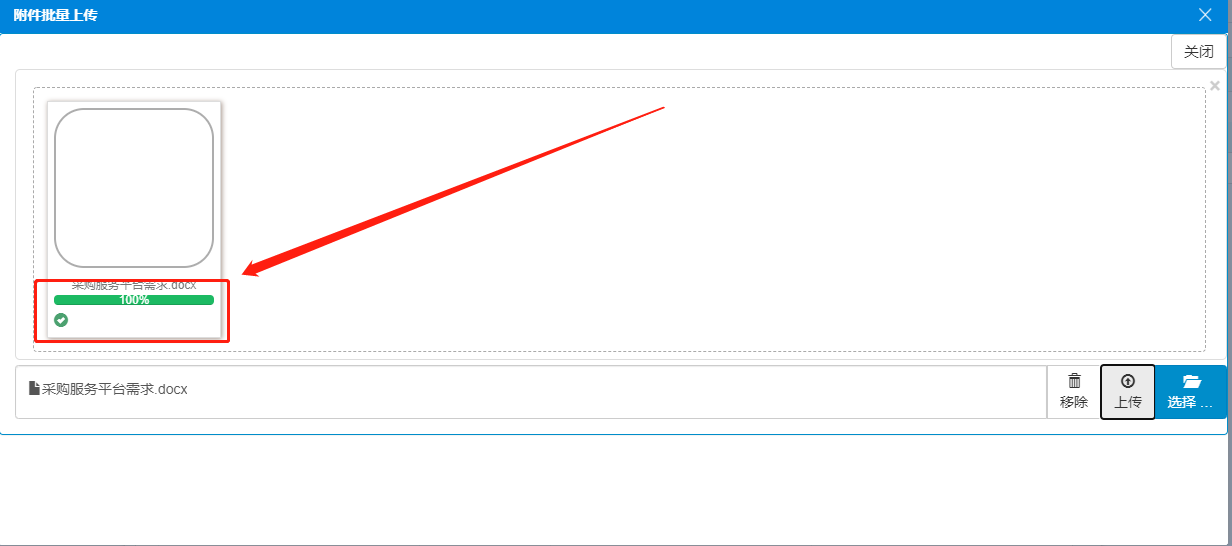 附件批量上传
关闭
采购服务平台需求.docx
100%
采购服务平台需求.docx
移除
上传
选择 ...